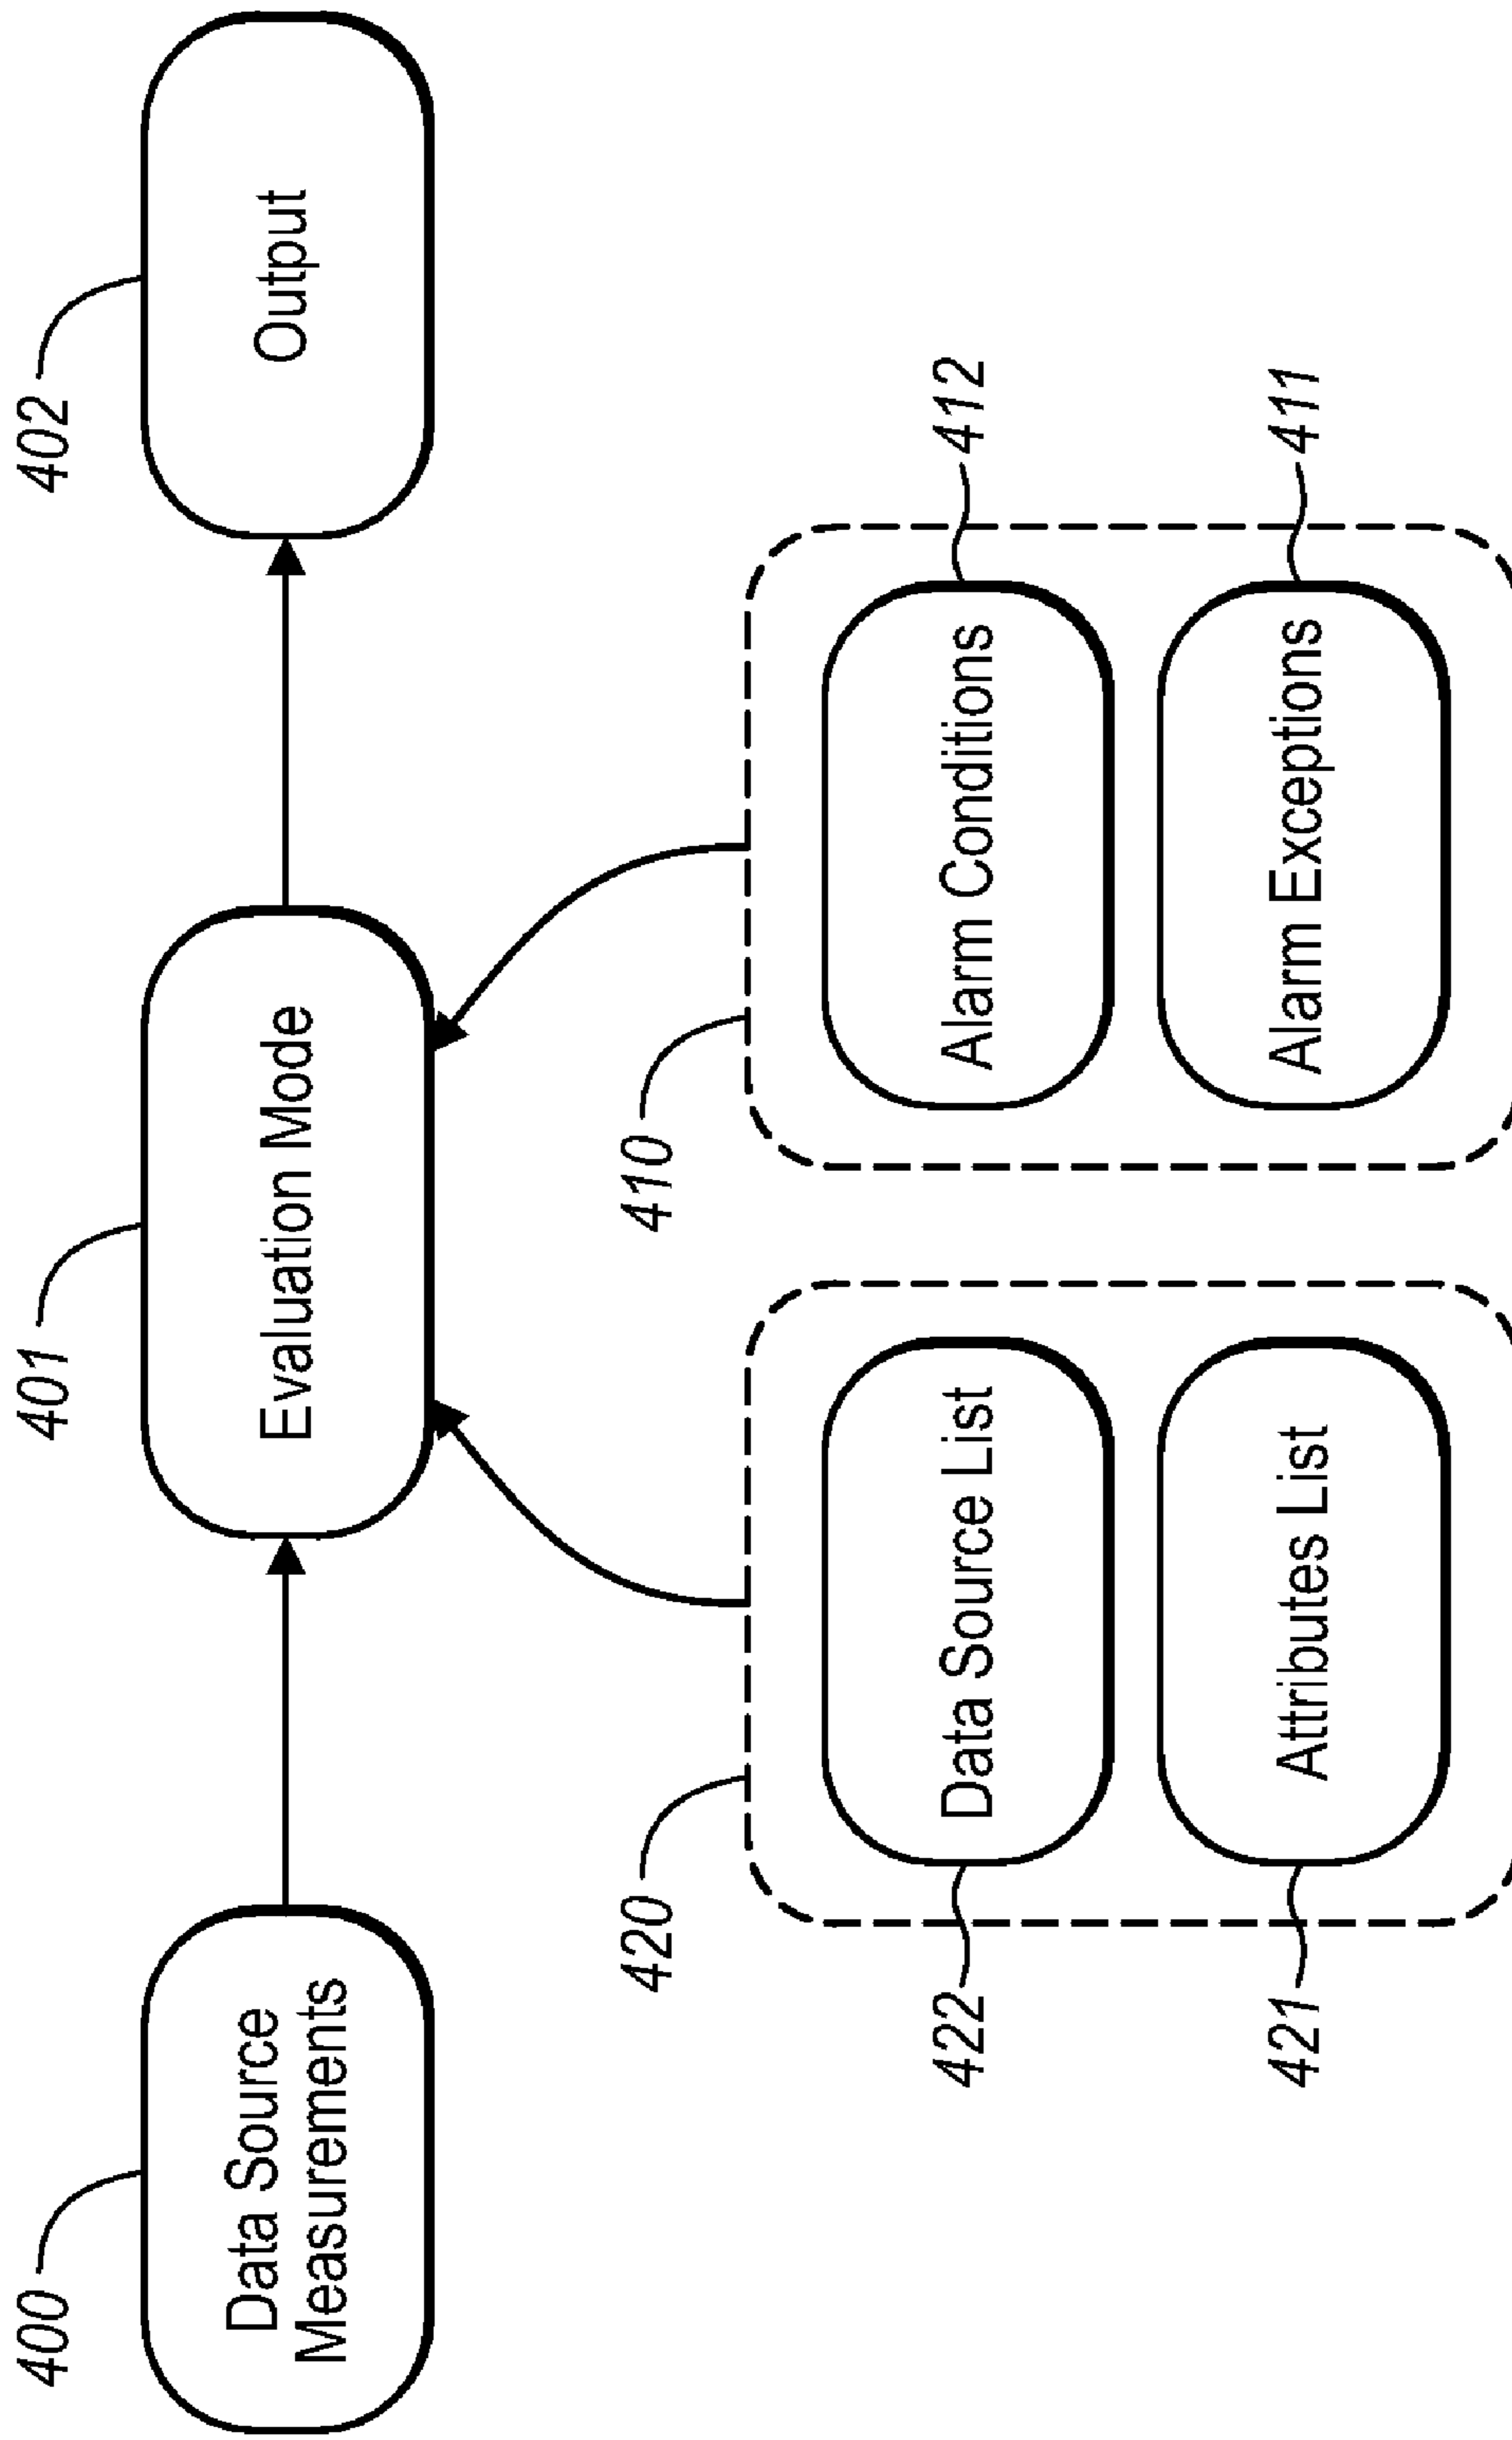 400
Data Source
Measurements
401
Evaluation Mode
402
Output
420
422
Data Source List
421
Attributes List
410
Alarm Conditions
412
Alarm Exceptions
411